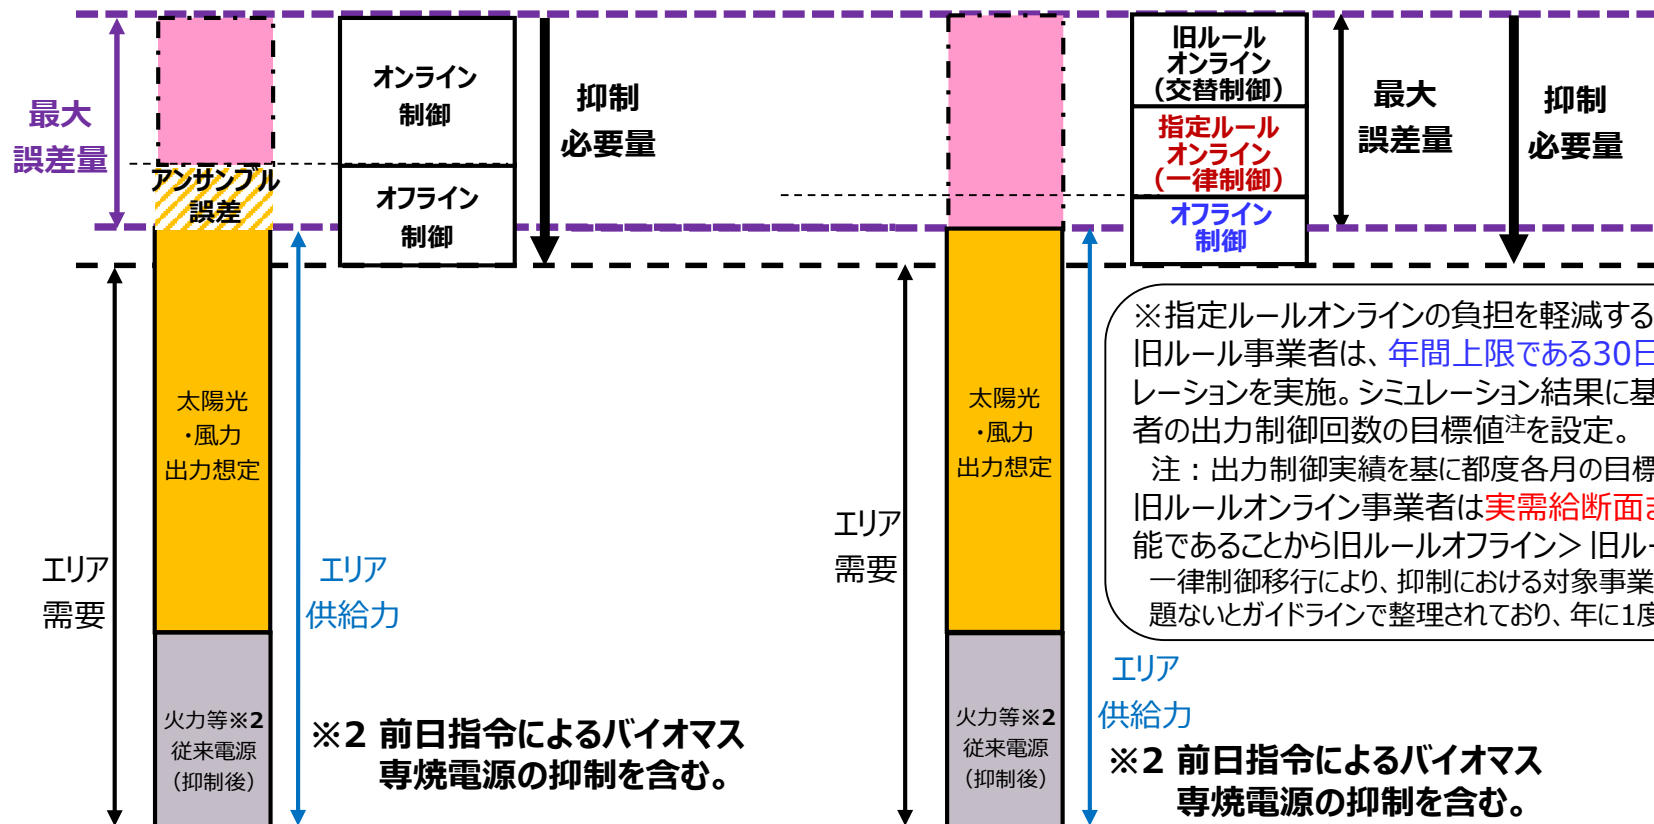 最大
誤差量
アンサンブル
誤差
オンライン
制御
オフライン
制御
抑制
必要量
太陽光
・風力
出力想定
エリア
需要
エリア
供給力
火力等※2
従来電源
（抑制後）
※2 前日指令によるバイオマス
専焼電源の抑制を含む。
旧ルール
オンライン
（交替制御）
指定ルール
オンライン
（一律制御）
オフライン
制御
最大
誤差量
抑制
必要量
太陽光
・風力
出力想定
エリア
需要
※指定ルールオンラインの負担を軽減する
旧ルール事業者は、年間上限である30日
レーションを実施。シミュレーション結果に基
者の出力制御回数の目標値注を設定。
注：出力制御実績を基に都度各月の目標
旧ルールオンライン事業者は実需給断面
能であることから旧ルールオフライン＞旧ルー
一律制御移行により、抑制における対象事業
題ないとガイドラインで整理されており、年に1度
エリア
供給力
火力等※2
従来電源
（抑制後）
※2 前日指令によるバイオマス
専焼電源の抑制を含む。